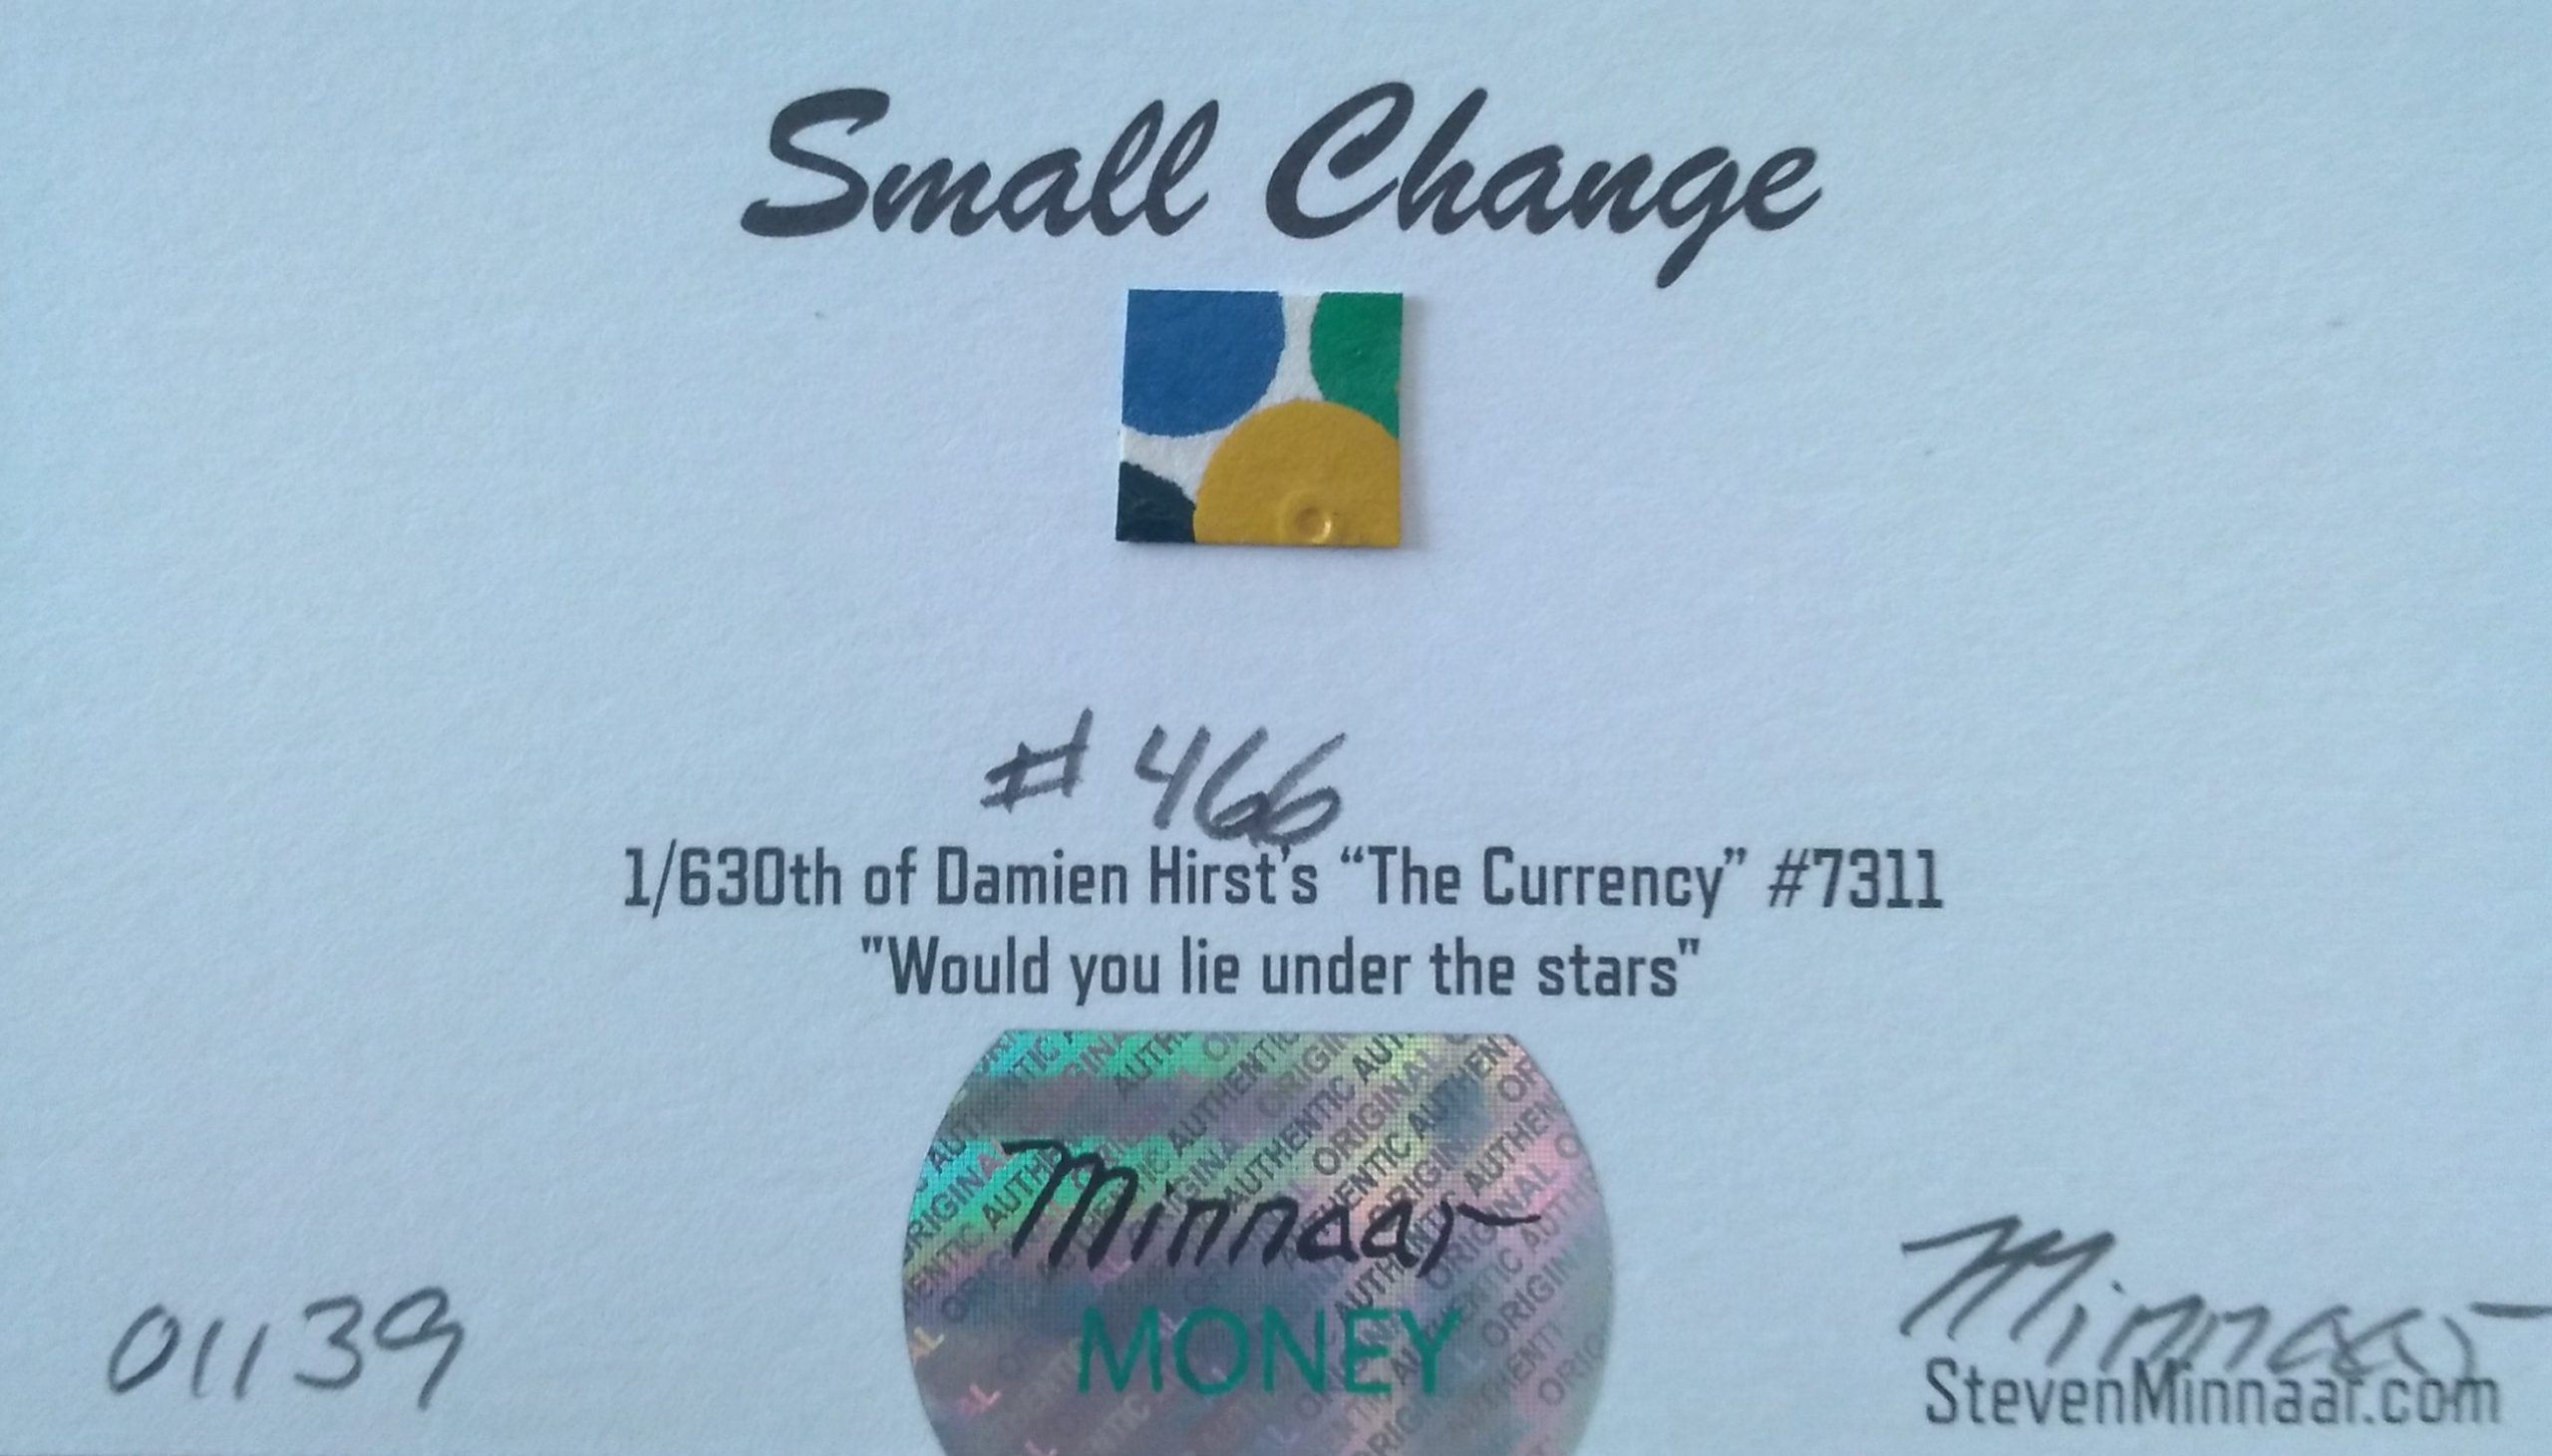 Small Change
# 466
1/630th of Damien Hirst's “The Currency” #7311
"Would you lie under the stars"
Minnaar
MONEY
01139
Minnaar
StevenMinnaar.com